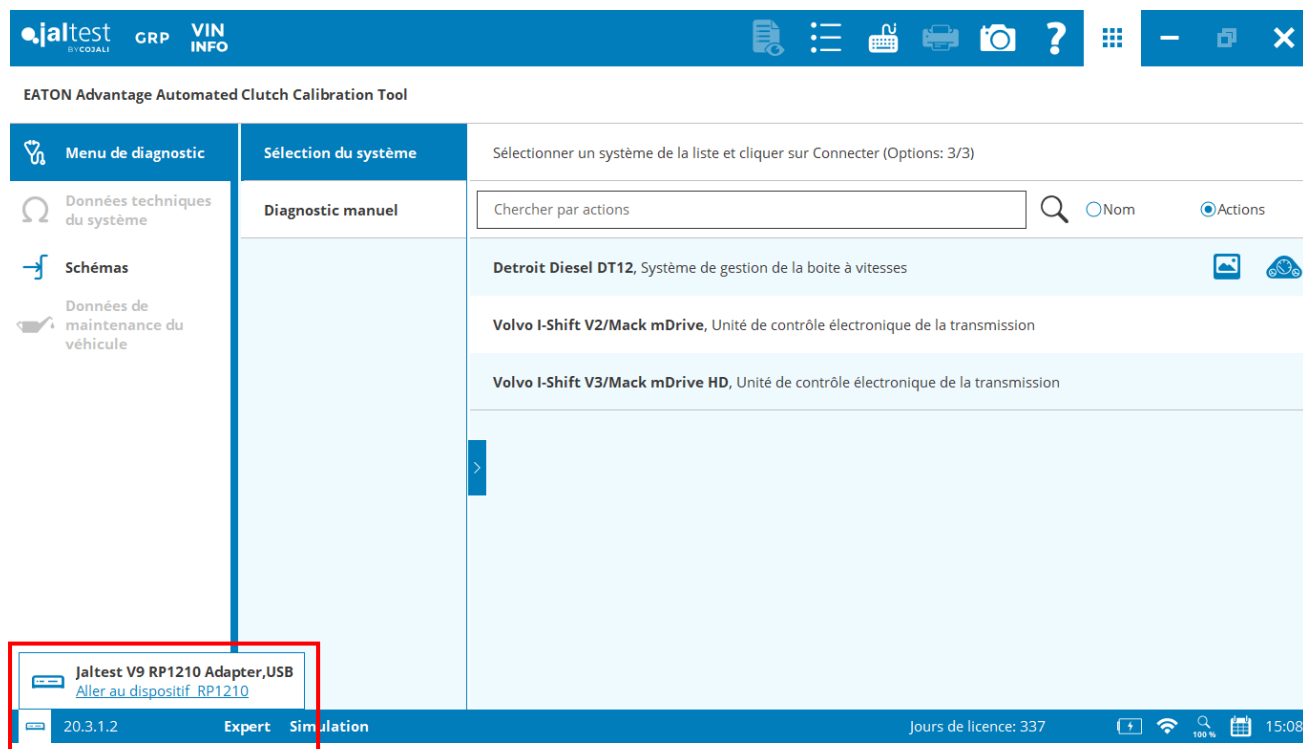 jaltest GRP VIN INFO
BY COJALI
EATON Advantage Automated Clutch Calibration Tool
Menu de diagnostic
Données techniques
du système
Schémas
Données de
maintenance du
véhicule
Sélection du système
Diagnostic manuel
Sélectionner un système de la liste et cliquer sur Connecter (Options: 3/3)
Chercher par actions Nom Actions
Detroit Diesel DT12, Système de gestion de la boite à vitesses
Volvo I-Shift V2/Mack mDrive, Unité de contrôle électronique de la transmission
Volvo I-Shift V3/Mack mDrive HD, Unité de contrôle électronique de la transmission
Jaltest V9 RP1210 Adapter,USB
Aller au dispositif RP1210
20.3.1.2 Expert Simulation Jours de licence: 337 100 % 15:08